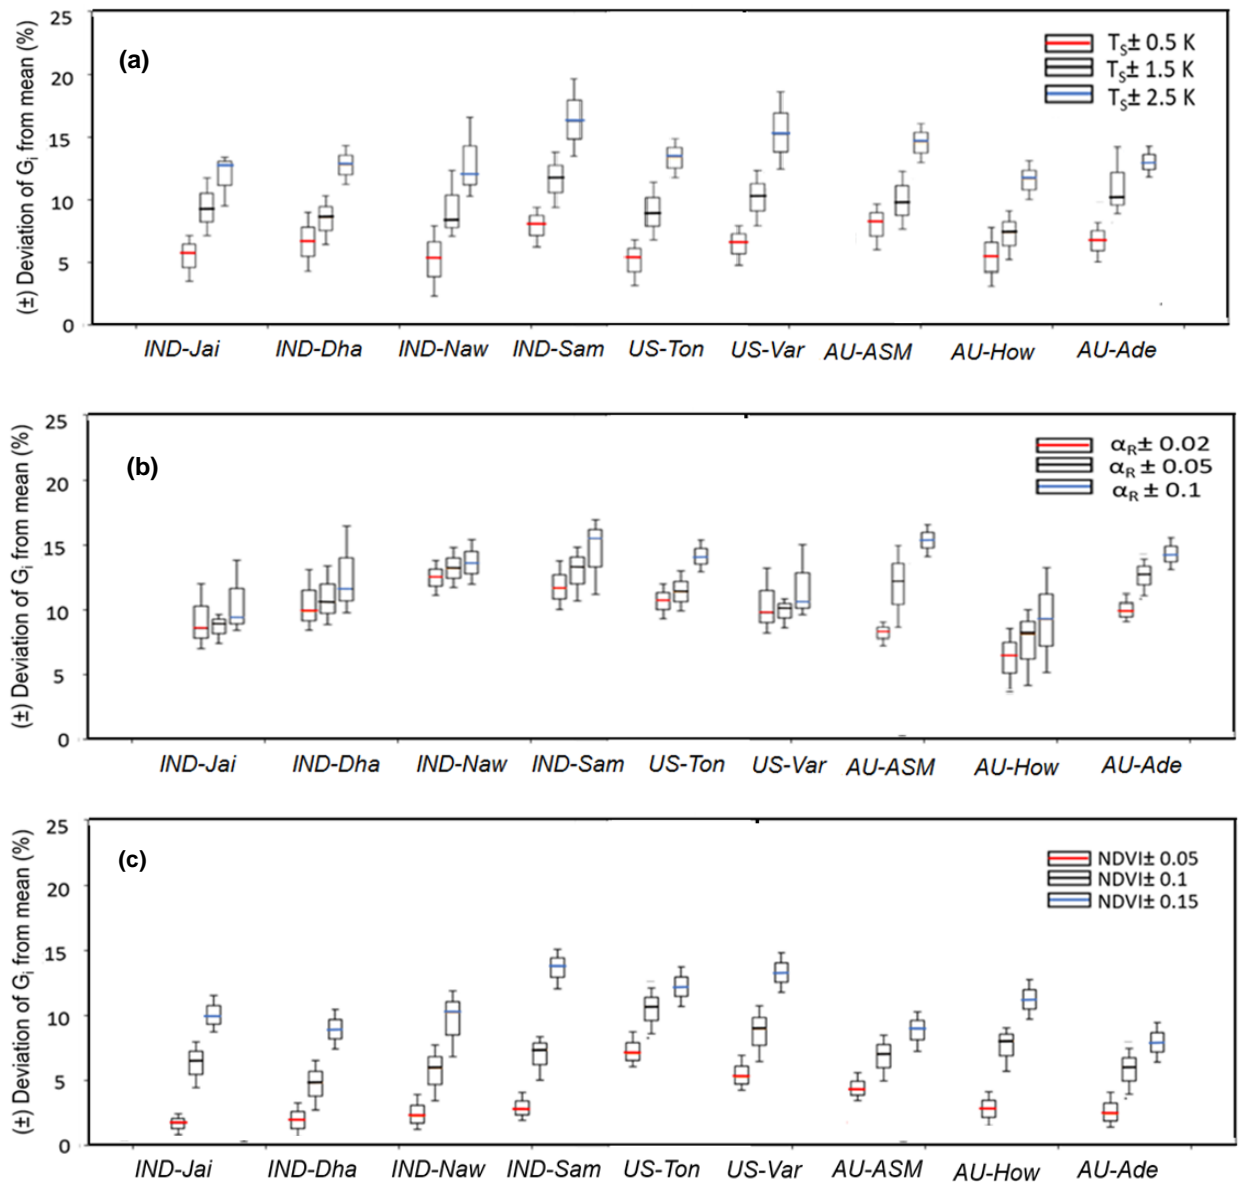 (±) Deviation of Gi from mean (%)
25
20
15
10
5
0
(a)
TS± 0.5 K
TS± 1.5 K
TS± 2.5 K
IND-Jai IND-Dha IND-Naw IND-Sam US-Ton US-Var AU-ASM AU-How AU-Ade
(±) Deviation of Gi from mean (%)
25
20
15
10
5
0
(b)
αR± 0.02
αR± 0.05
αR± 0.1
IND-Jai IND-Dha IND-Naw IND-Sam US-Ton US-Var AU-ASM AU-How AU-Ade
(±) Deviation of Gi from mean (%)
25
20
15
10
5
0
(c)
NDVI± 0.05
NDVI± 0.1
NDVI± 0.15
IND-Jai IND-Dha IND-Naw IND-Sam US-Ton US-Var AU-ASM AU-How AU-Ade